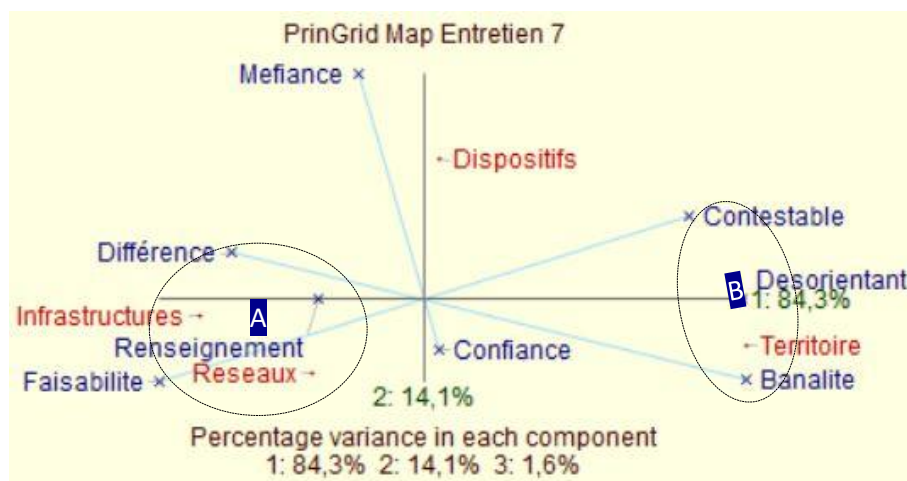 PrinGrid Map Entretien 7
Mefiance
Dispositifs
Contestable
Différence
Desorientant
B
1: 84,3%
Infrastructures
A
Renseignement
Confiance
Territoire
Reseaux
Faisabilite
Banalite
2: 14,1%
Percentage variance in each component
1: 84,3% 2: 14,1% 3: 1,6%